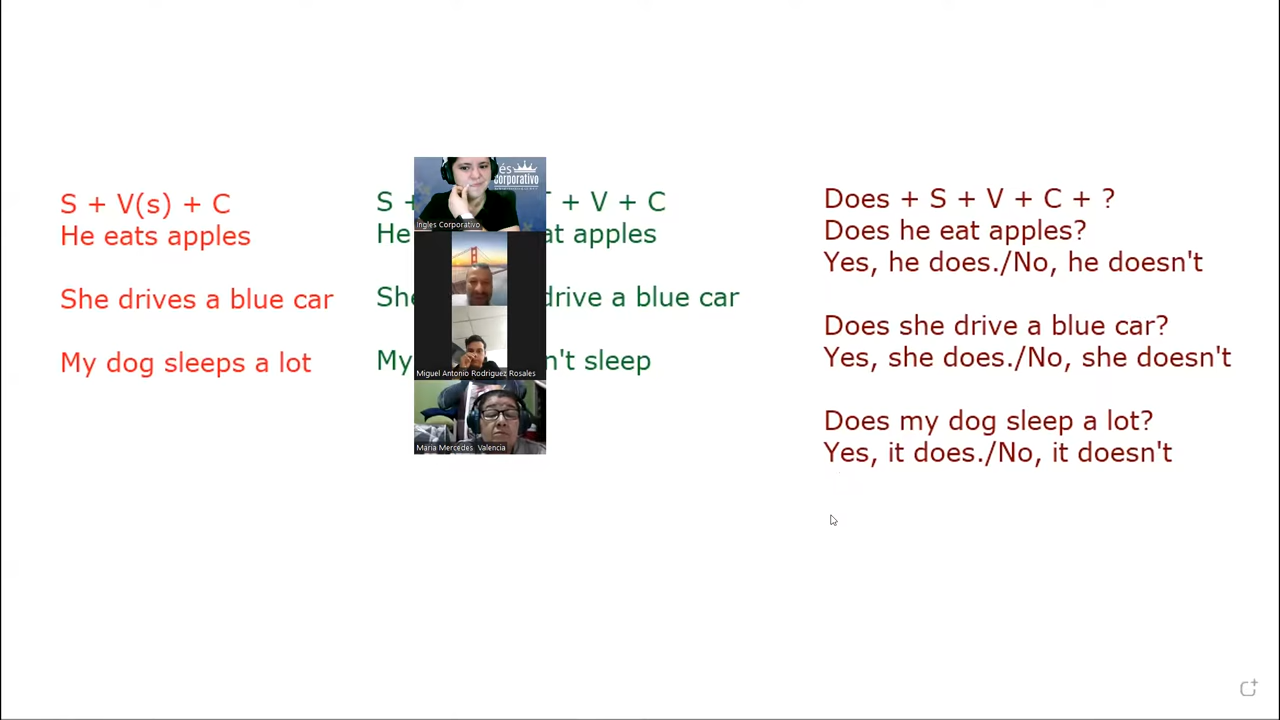 S + V(s) + C
He eats apples
She drives a blue car
My dog sleeps a lot
S + + V + C
He at apples
She drive a blue car
My n't sleep
és
corporativo
Ingles Corporativo
Miguel Antonio Rodriguez Rosales
Maria Mercedes Valencia
Does + S + V + C + ?
Does he eat apples?
Yes, he does./No, he doesn't
Does she drive a blue car?
Yes, she does./No, she doesn't
Does my dog sleep a lot?
Yes, it does./No, it doesn't